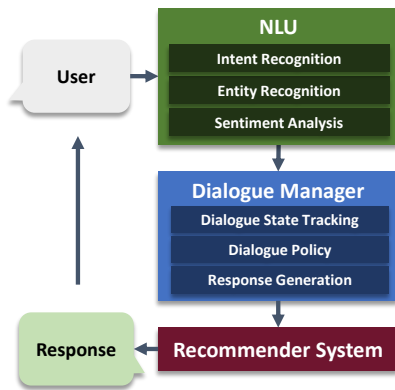 NLU
Intent Recognition
User
Entity Recognition
Sentiment Analysis
Dialogue Manager
Dialogue State Tracking
Dialogue Policy
Response Generation
Response
Recommender System